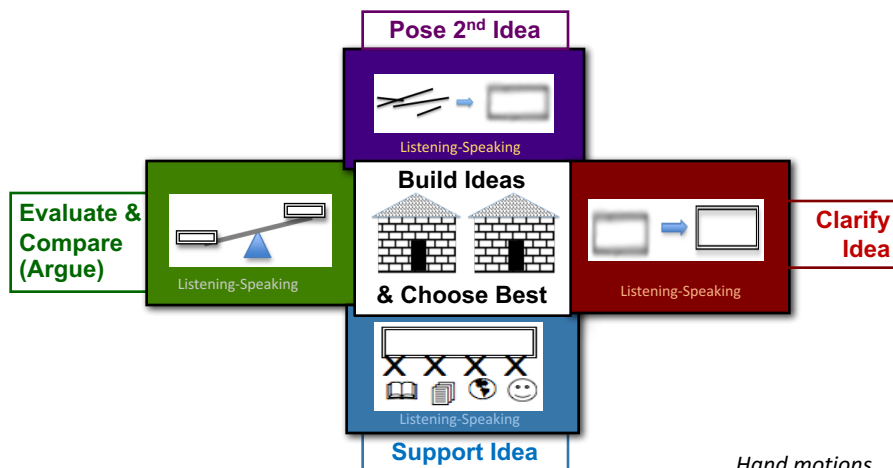 Pose 2nd Idea
Listening-Speaking
Build Ideas
& Choose Best
Evaluate &
Compare
(Argue)
Listening-Speaking
Clarify
Idea
Listening-Speaking
Listening-Speaking
Support Idea
Hand motions